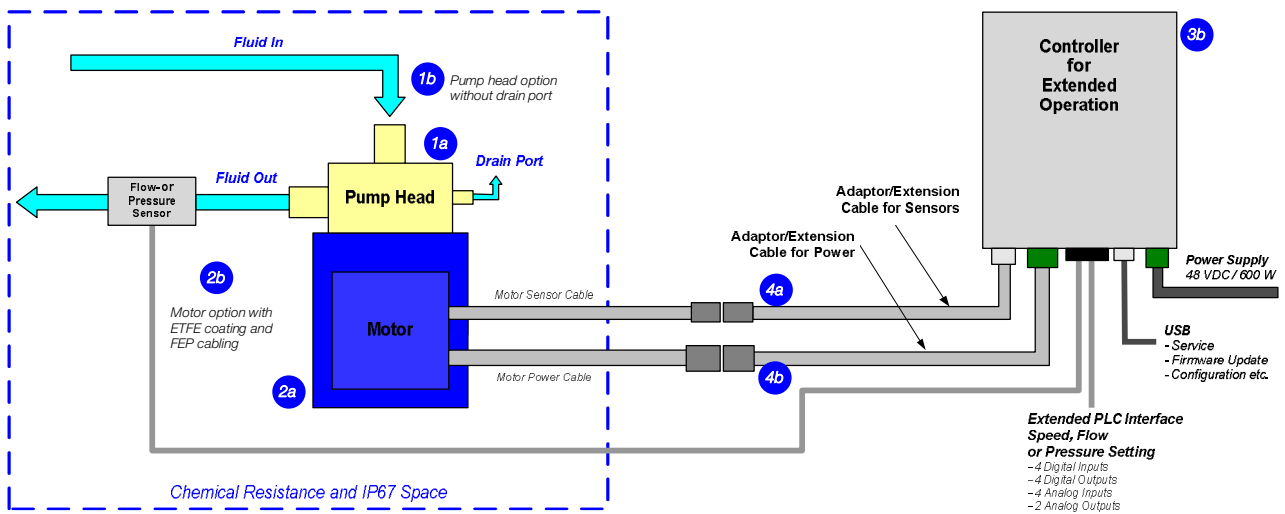 Fluid In
1b
Pump head option
without drain port
1a
Drain Port
Fluid Out
Flow- or
Pressure
Sensor
Pump Head
2b
Motor option with
ETFE coating and
FEP cabling
Motor
2a
Motor Sensor Cable
Motor Power Cable
Chemical Resistance and IP67 Space
4a
4b
Adaptor/Extension
Cable for Sensors
Adaptor/Extension
Cable for Power
Controller
for
Extended
Operation
3b
Power Supply
48 VDC / 600 W
USB
- Service
- Firmware Update
- Configuration etc.
Extended PLC Interface
Speed, Flow
or Pressure Setting
– 4 Digital Inputs
– 4 Digital Outputs
– 4 Analog Inputs
– 2 Analog Outputs